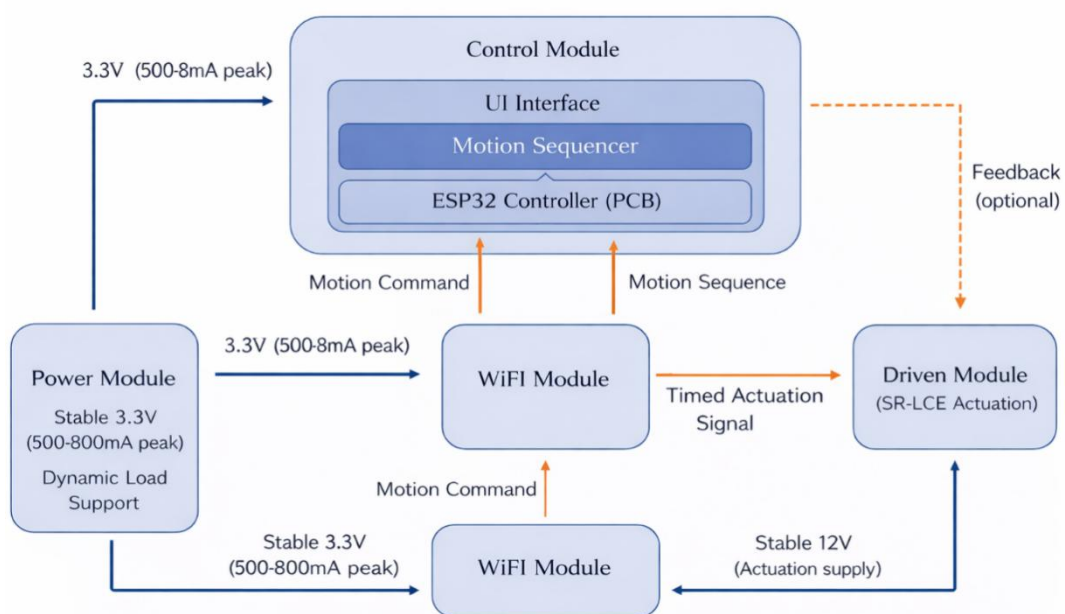 Control Module
3.3V (500-8mA peak)
UI Interface
Motion Sequencer
ESP32 Controller (PCB)
Feedback
(optional)
Motion Command
Motion Sequence
Power Module
Stable 3.3V
(500-800mA peak)
Dynamic Load
Support
3.3V (500-8mA peak)
WiFI Module
Timed Actuation
Signal
Driven Module
(SR-LCE Actuation)
Motion Command
Stable 3.3V
(500-800mA peak)
WiFI Module
Stable 12V
(Actuation supply)